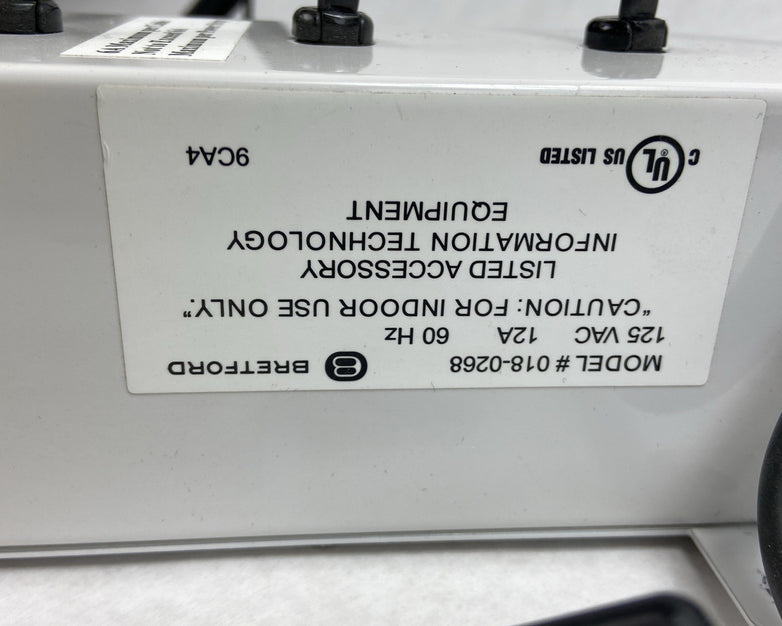 MODEL # 018-0268 BRETFORD
125 VAC 12A 60 Hz
"CAUTION: FOR INDOOR USE ONLY".
LISTED ACCESSORY
INFORMATION TECHNOLOGY
EQUIPMENT
C UL® US LISTED 9CA4